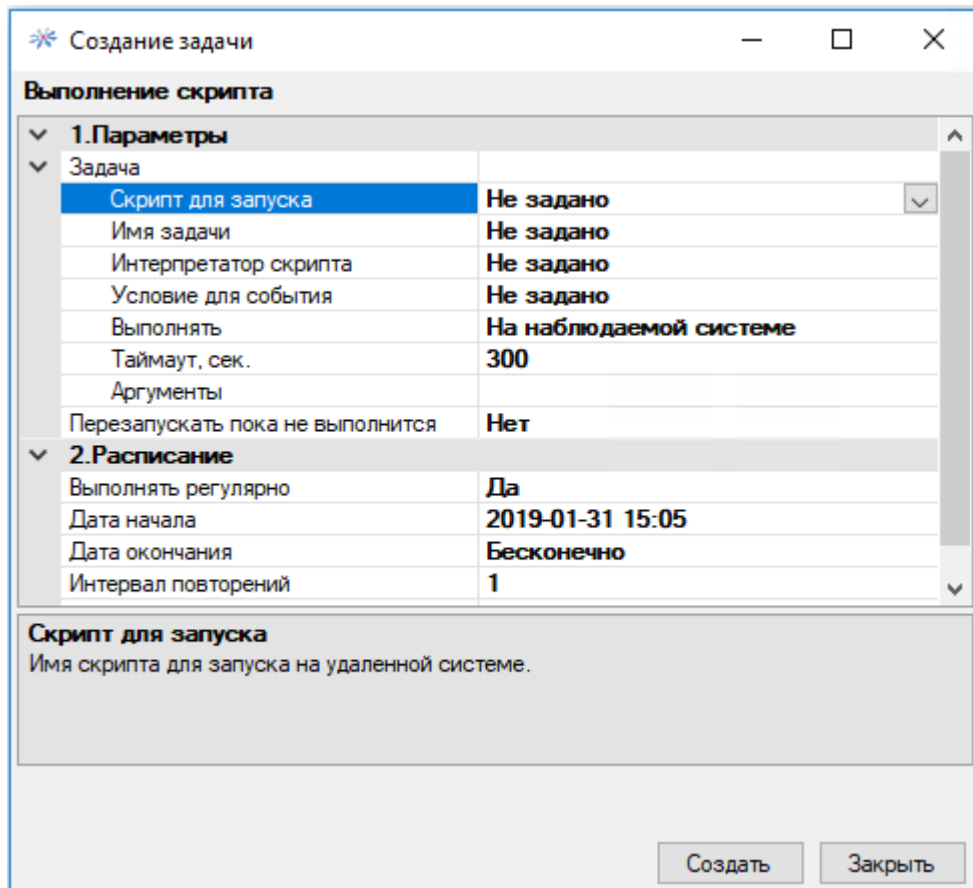 Создание задачи
Выполнение скрипта
1.Параметры
Задача
Скрипт для запуска Не задано
Имя задачи Не задано
Интерпретатор скрипта Не задано
Условие для события Не задано
Выполнять На наблюдаемой системе
Таймаут, сек. 300
Аргументы
Перезапускать пока не выполнится Нет
2.Расписание
Выполнять регулярно Да
Дата начала 2019-01-31 15:05
Дата окончания Бесконечно
Интервал повторений 1
Скрипт для запуска
Имя скрипта для запуска на удаленной системе.
Создать Закрыть